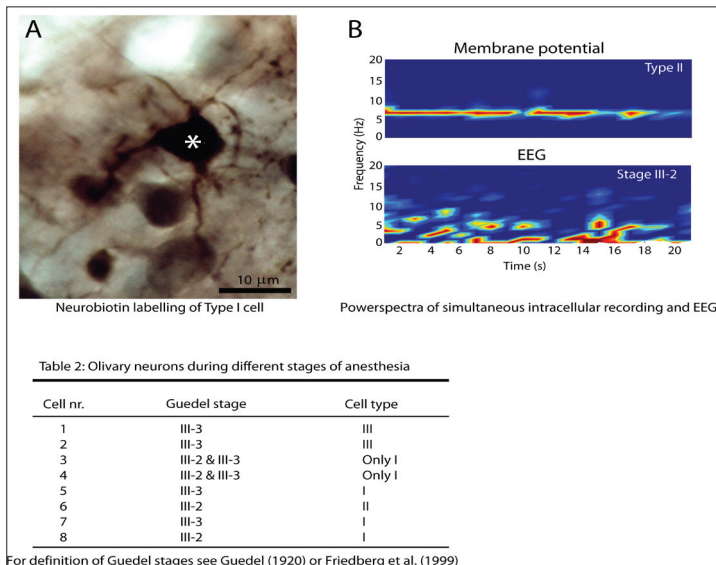 A
*
10 μm
Neurobiotin labelling of Type I cell
B
Membrane potential
Type II
20
15
10
5
0
Frequency (Hz)
EEG
Stage III-2
20
15
10
5
0
2 4 6 8 10 12 14 16 18 20
Time (s)
Powerspectra of simultaneous intracellular recording and EEG
Table 2: Olivary neurons during different stages of anesthesia
Cell nr. Guedel stage Cell type
1 III-3 III
2 III-3 III
3 III-2 & III-3 Only I
4 III-2 & III-3 Only I
5 III-3 I
6 III-2 II
7 III-3 I
8 III-2 I
For definition of Guedel stages see Guedel (1920) or Friedberg et al. (1999)